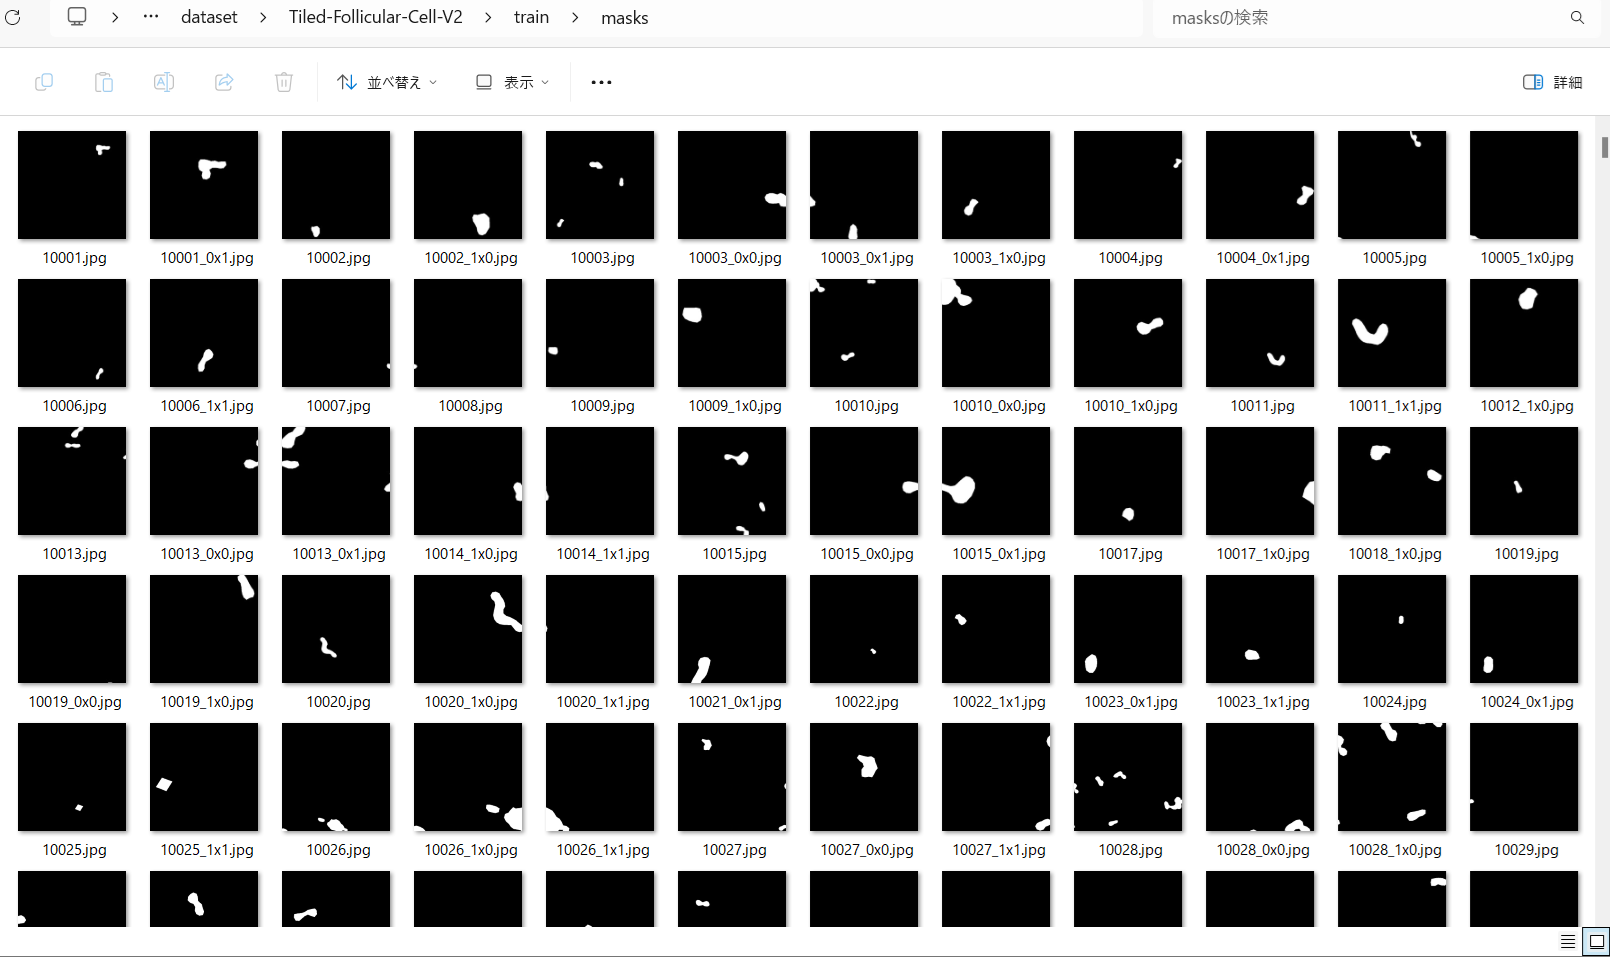 dataset Tiled-Follicular-Cell-V2 train masks masksの検索
並べ替え 表示 詳細
10001.jpg 10001_0x1.jpg 10002.jpg 10002_1x0.jpg 10003.jpg 10003_0x0.jpg 10003_0x1.jpg 10003_1x0.jpg 10004.jpg 10004_0x1.jpg 10005.jpg 10005_1x0.jpg
10006.jpg 10006_1x1.jpg 10007.jpg 10008.jpg 10009.jpg 10009_1x0.jpg 10010.jpg 10010_0x0.jpg 10010_1x0.jpg 10011.jpg 10011_1x1.jpg 10012_1x0.jpg
10013.jpg 10013_0x0.jpg 10013_0x1.jpg 10014_1x0.jpg 10014_1x1.jpg 10015.jpg 10015_0x0.jpg 10015_0x1.jpg 10017.jpg 10017_1x0.jpg 10018_1x0.jpg 10019.jpg
10019_0x0.jpg 10019_1x0.jpg 10020.jpg 10020_1x0.jpg 10020_1x1.jpg 10021_0x1.jpg 10022.jpg 10022_1x1.jpg 10023_0x1.jpg 10023_1x1.jpg 10024.jpg 10024_0x1.jpg
10025.jpg 10025_1x1.jpg 10026.jpg 10026_1x0.jpg 10026_1x1.jpg 10027.jpg 10027_0x0.jpg 10027_1x1.jpg 10028.jpg 10028_0x0.jpg 10028_1x0.jpg 10029.jpg